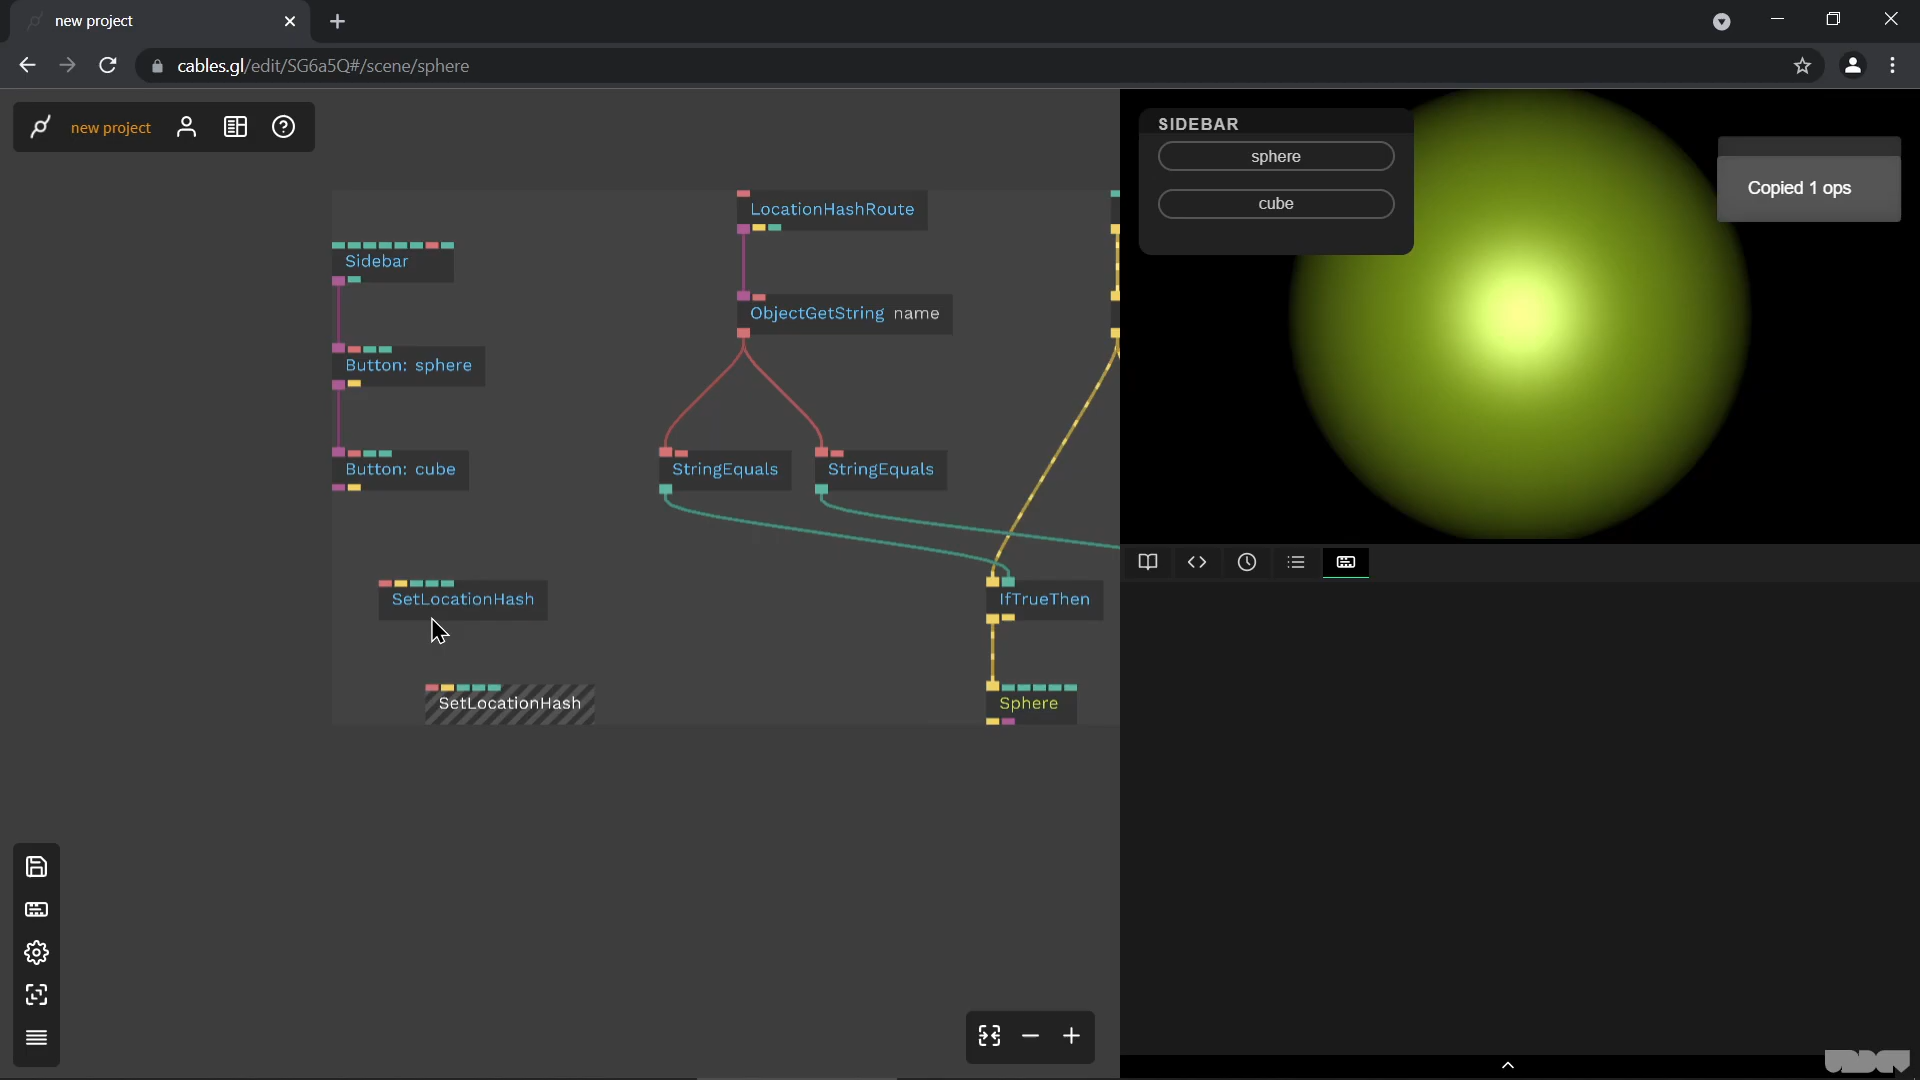 new project
cables.gl/edit/SG6a5Q#/scene/sphere
new project
SIDEBAR
sphere
cube
Copied 1 ops
LocationHashRoute
Sidebar
ObjectGetString name
Button: sphere
Button: cube
StringEquals
StringEquals
SetLocationHash
IfTrueThen
SetLocationHash
Sphere